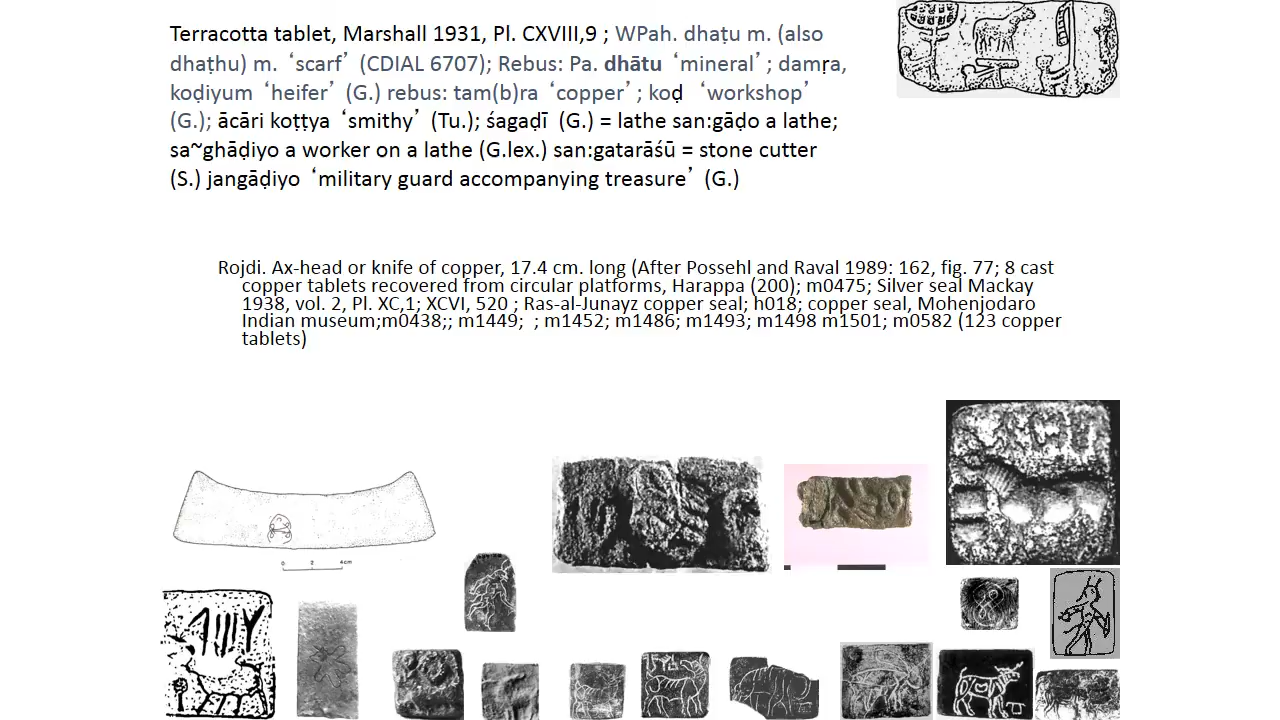 Terracotta tablet, Marshall 1931, Pl. CXVIII,9 ; WPah. dhaṭu m. (also
dhaṭhu) m. ‘scarf’ (CDIAL 6707); Rebus: Pa. dhātu ‘mineral’ ; damṛa,
koḍiyum ‘heifer’ (G.) rebus: tam(b)ra ‘copper’ ; koḍ ‘workshop’
(G.); ācāri koṭṭya ‘smithy’ (Tu.); śagaḍī (G.) = lathe san:gāḍo a lathe;
sa~ghāḍiyo a worker on a lathe (G.lex.) san:gatarāśū = stone cutter
(S.) jangāḍiyo ‘military guard accompanying treasure’ (G.)
Rojdi. Ax-head or knife of copper, 17.4 cm. long (After Possehl and Raval 1989: 162, fig. 77; 8 cast
copper tablets recovered from circular platforms, Harappa (200); m0475; Silver seal Mackay
1938, vol. 2, Pl. XC,1; XCVI, 520 ; Ras-al-Junayz copper seal; h018; copper seal, Mohenjodaro
Indian museum;m0438;; m1449; ; m1452; m1486; m1493; m1498 m1501; m0582 (123 copper
tablets)
0 2 4cm